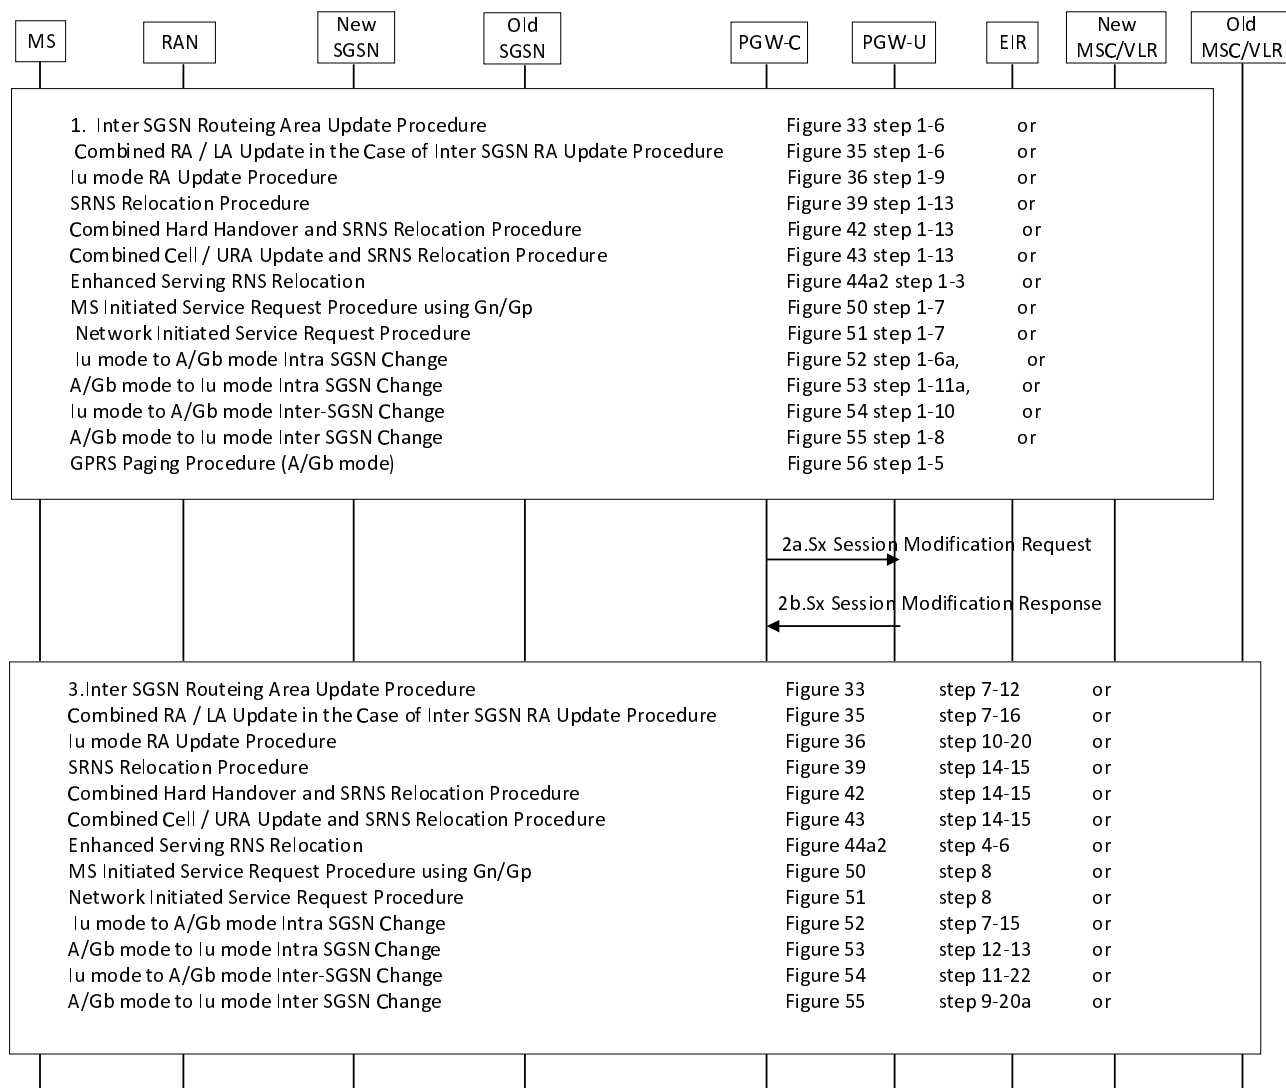 MS
RAN
New
SGSN
Old
SGSN
PGW-C
PGW-U
EIR
New
MSC/VLR
Old
MSC/VLR
1. Inter SGSN Routeing Area Update Procedure Figure 33 step 1-6 or
Combined RA / LA Update in the Case of Inter SGSN RA Update Procedure Figure 35 step 1-6 or
Iu mode RA Update Procedure Figure 36 step 1-9 or
SRNS Relocation Procedure Figure 39 step 1-13 or
Combined Hard Handover and SRNS Relocation Procedure Figure 42 step 1-13 or
Combined Cell / URA Update and SRNS Relocation Procedure Figure 43 step 1-13 or
Enhanced Serving RNS Relocation Figure 44a2 step 1-3 or
MS Initiated Service Request Procedure using Gn/Gp Figure 50 step 1-7 or
Network Initiated Service Request Procedure Figure 51 step 1-7 or
Iu mode to A/Gb mode Intra SGSN Change Figure 52 step 1-6a, or
A/Gb mode to Iu mode Intra SGSN Change Figure 53 step 1-11a, or
Iu mode to A/Gb mode Inter-SGSN Change Figure 54 step 1-10 or
A/Gb mode to Iu mode Inter SGSN Change Figure 55 step 1-8 or
GPRS Paging Procedure (A/Gb mode) Figure 56 step 1-5
2a.Sx Session Modification Request
2b.Sx Session Modification Response
3.Inter SGSN Routeing Area Update Procedure Figure 33 step 7-12 or
Combined RA / LA Update in the Case of Inter SGSN RA Update Procedure Figure 35 step 7-16 or
Iu mode RA Update Procedure Figure 36 step 10-20 or
SRNS Relocation Procedure Figure 39 step 14-15 or
Combined Hard Handover and SRNS Relocation Procedure Figure 42 step 14-15 or
Combined Cell / URA Update and SRNS Relocation Procedure Figure 43 step 14-15 or
Enhanced Serving RNS Relocation Figure 44a2 step 4-6 or
MS Initiated Service Request Procedure using Gn/Gp Figure 50 step 8 or
Network Initiated Service Request Procedure Figure 51 step 8 or
Iu mode to A/Gb mode Intra SGSN Change Figure 52 step 7-15 or
A/Gb mode to Iu mode Intra SGSN Change Figure 53 step 12-13 or
Iu mode to A/Gb mode Inter-SGSN Change Figure 54 step 11-22 or
A/Gb mode to Iu mode Inter SGSN Change Figure 55 step 9-20a or